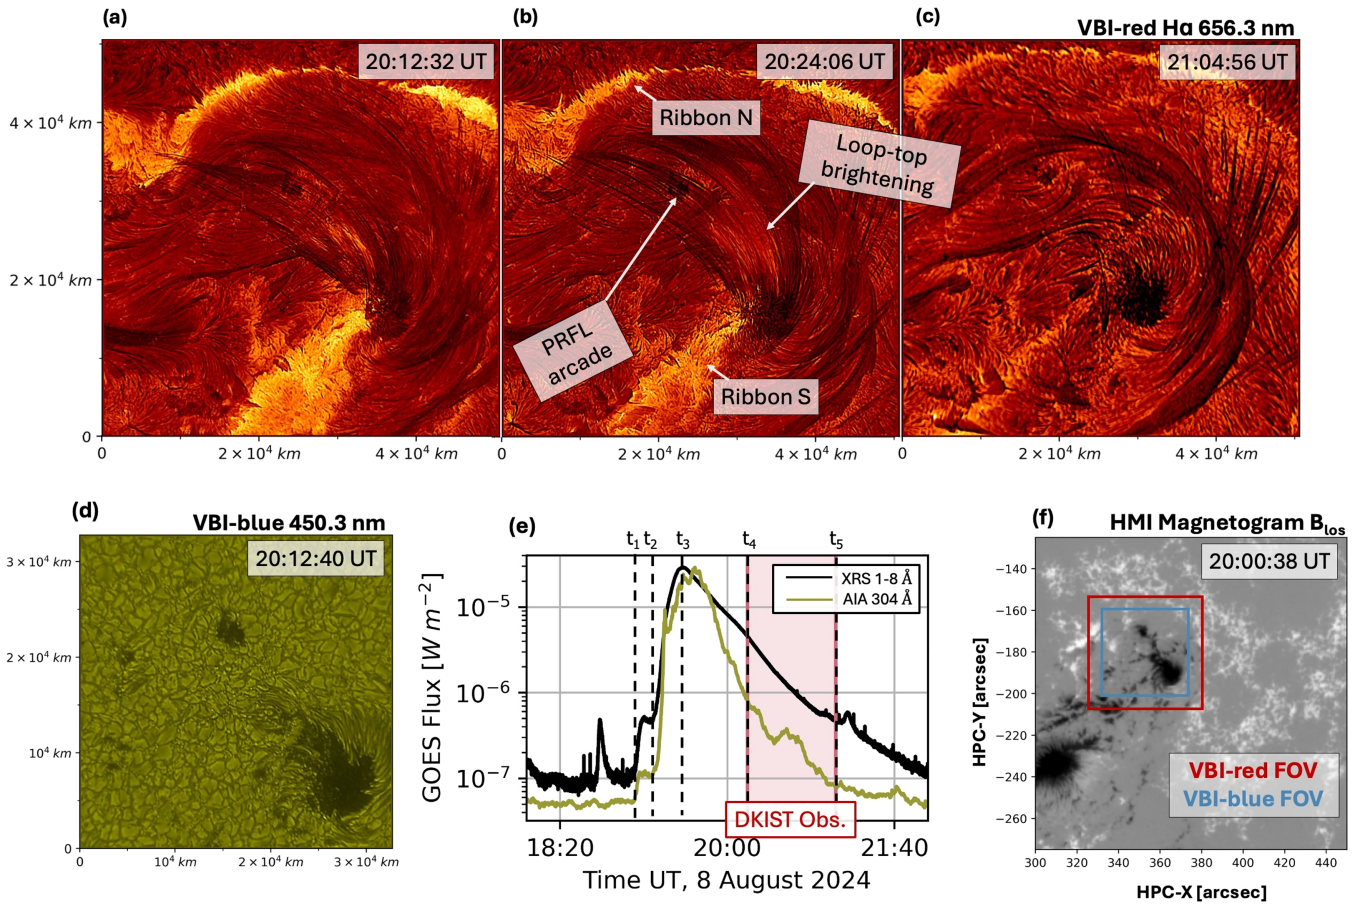 (a)
(b)
(c)
VBI-red Hα 656.3 nm
20:12:32 UT
20:24:06 UT
21:04:56 UT
Ribbon N
Loop-top
brightening
PRFL
arcade
Ribbon S
4 × 10⁴ km
2 × 10⁴ km
0
0
2 × 10⁴ km
4 × 10⁴ km
0
2 × 10⁴ km
4 × 10⁴ km
0
2 × 10⁴ km
4 × 10⁴ km
(d)
VBI-blue 450.3 nm
20:12:40 UT
3 × 10⁴ km
2 × 10⁴ km
10⁴ km
0
0
10⁴ km
2 × 10⁴ km
3 × 10⁴ km
(e)
t₁ t₂ t₃ t₄ t₅
XRS 1-8 Å
AIA 304 Å
GOES Flux [W m⁻²]
10⁻⁵
10⁻⁶
10⁻⁷
DKIST Obs.
18:20
20:00
21:40
Time UT, 8 August 2024
(f)
HMI Magnetogram Bₗₒₛ
20:00:38 UT
HPC-Y [arcsec]
−140
−160
−180
−200
−220
−240
−260
VBI-red FOV
VBI-blue FOV
300
320
340
360
380
400
420
440
HPC-X [arcsec]